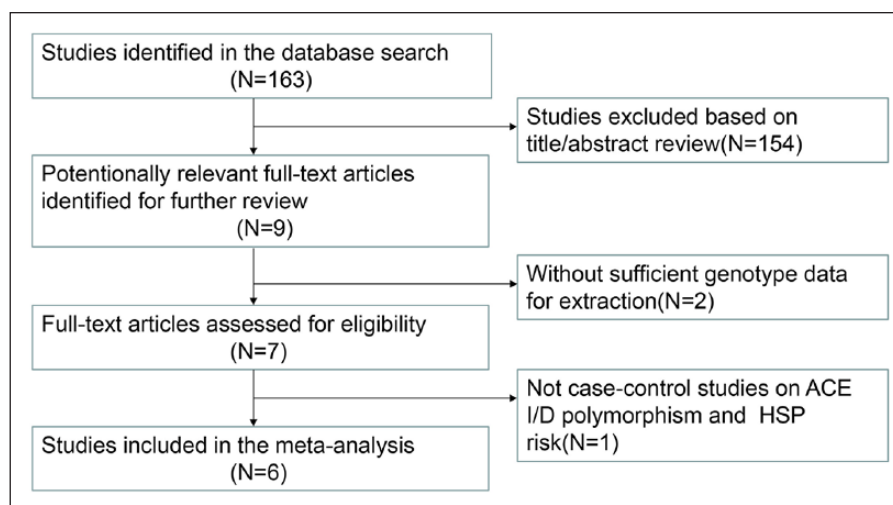 Studies identified in the database search
(N=163)
Studies excluded based on
title/abstract review(N=154)
Potentionally relevant full-text articles
identified for further review
(N=9)
Without sufficient genotype data
for extraction(N=2)
Full-text articles assessed for eligibility
(N=7)
Not case-control studies on ACE
I/D polymorphism and HSP
risk(N=1)
Studies included in the meta-analysis
(N=6)